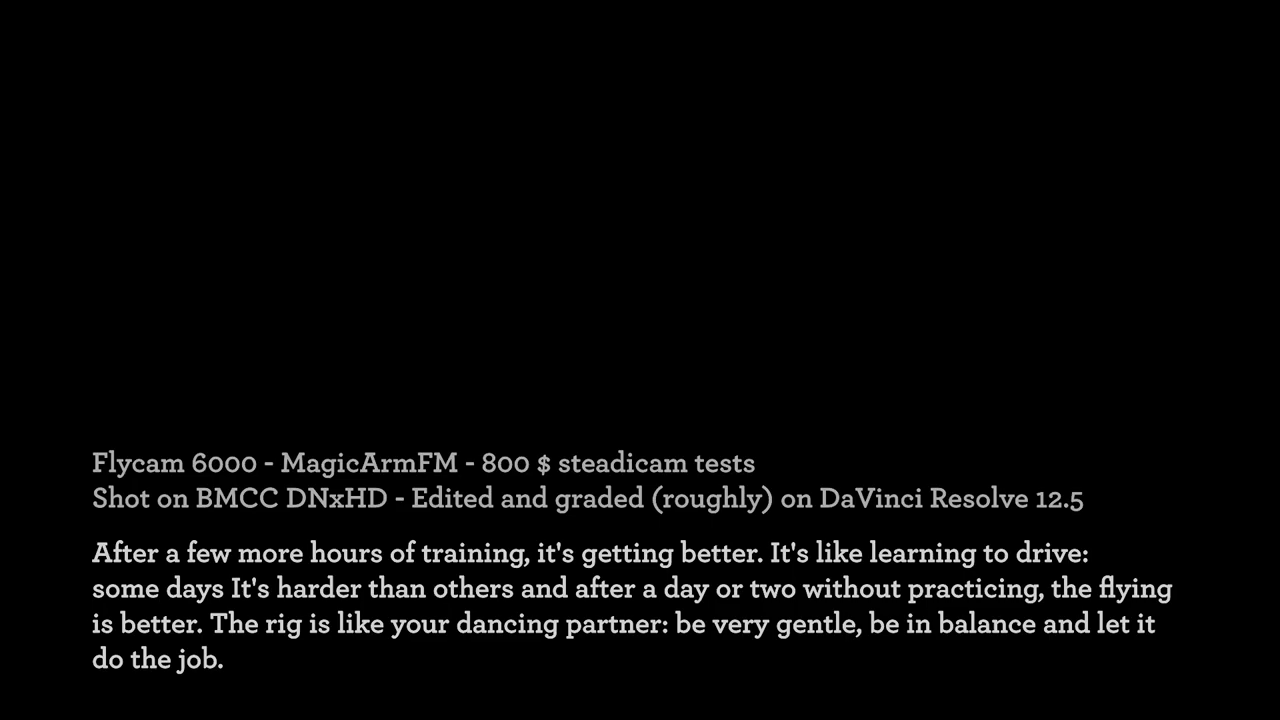 Flycam 6000 - MagicArmFM - 800 $ steadicam tests
Shot on BMCC DNxHD - Edited and graded (roughly) on DaVinci Resolve 12.5
After a few more hours of training, it's getting better. It's like learning to drive:
some days It's harder than others and after a day or two without practicing, the flying
is better. The rig is like your dancing partner: be very gentle, be in balance and let it
do the job.